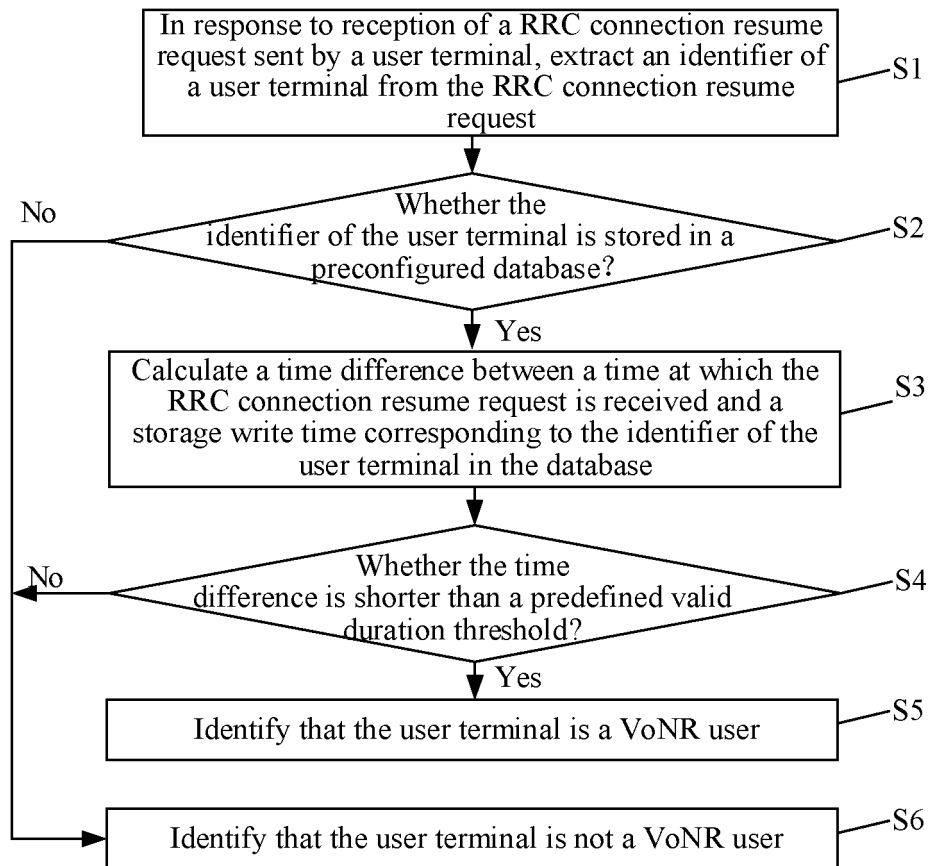 In response to reception of a RRC connection resume
request sent by a user terminal, extract an identifier of
a user terminal from the RRC connection resume
request
S1
No
Whether the
identifier of the user terminal is stored in a
preconfigured database?
S2
Yes
Calculate a time difference between a time at which the
RRC connection resume request is received and a
storage write time corresponding to the identifier of the
user terminal in the database
S3
No
Whether the time
difference is shorter than a predefined valid
duration threshold?
S4
Yes
Identify that the user terminal is a VoNR user
S5
Identify that the user terminal is not a VoNR user
S6